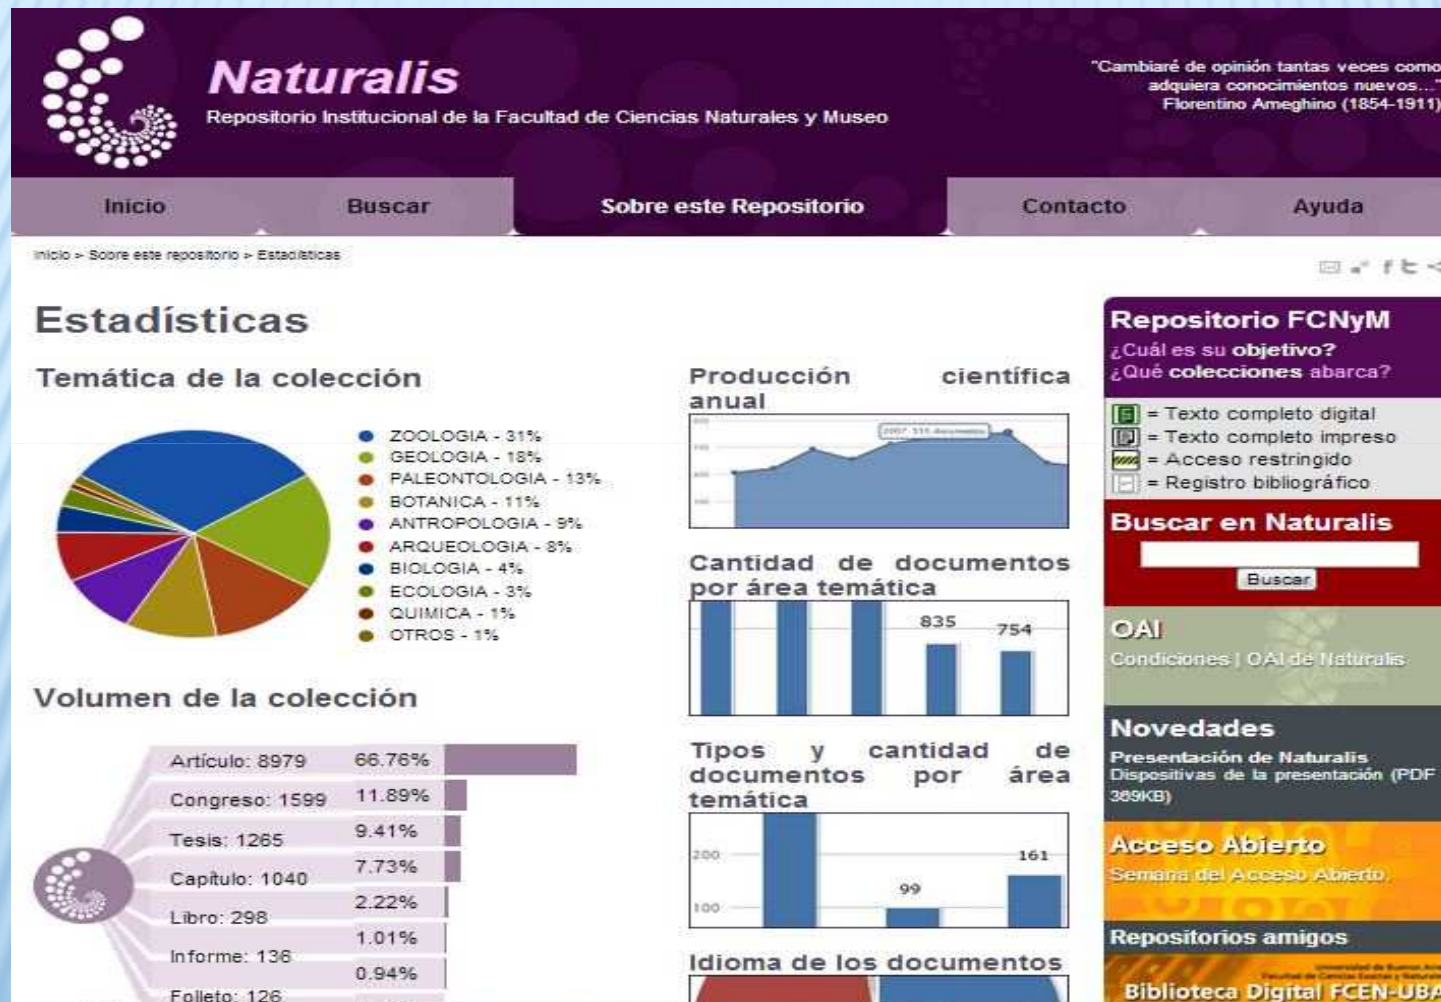 Naturalis
Repositorio Institucional de la Facultad de Ciencias Naturales y Museo
"Cambiaré de opinión tantas veces como
adquiera conocimientos nuevos..."
Florentino Ameghino (1854-1911)
Inicio
Buscar
Sobre este Repositorio
Contacto
Ayuda
Inicio > Sobre este repositorio > Estadísticas
Estadísticas
Temática de la colección
ZOOLOGIA - 31%
GEOLOGIA - 18%
PALEONTOLOGIA - 13%
BOTANICA - 11%
ANTROPOLOGIA - 9%
ARQUEOLOGIA - 8%
BIOLOGIA - 4%
ECOLOGIA - 3%
QUIMICA - 1%
OTROS - 1%
Volumen de la colección
Artículo: 8979 66.76%
Congreso: 1599 11.89%
Tesis: 1265 9.41%
Capítulo: 1040 7.73%
Libro: 298 2.22%
Informe: 136 1.01%
Folleto: 126 0.94%
Producción científica
anual
Cantidad de documentos
por área temática
835
754
Tipos y cantidad de
documentos por área
temática
200
100
99
161
Idioma de los documentos
Repositorio FCNyM
¿Cuál es su objetivo?
¿Qué colecciones abarca?
= Texto completo digital
= Texto completo impreso
= Acceso restringido
= Registro bibliográfico
Buscar en Naturalis
Buscar
OAI
Condiciones | OAI de Naturalis
Novedades
Presentación de Naturalis
Dispositivas de la presentación (PDF
369KB)
Acceso Abierto
Semana del Acceso Abierto.
Repositorios amigos
Biblioteca Digital FCEN-UBA